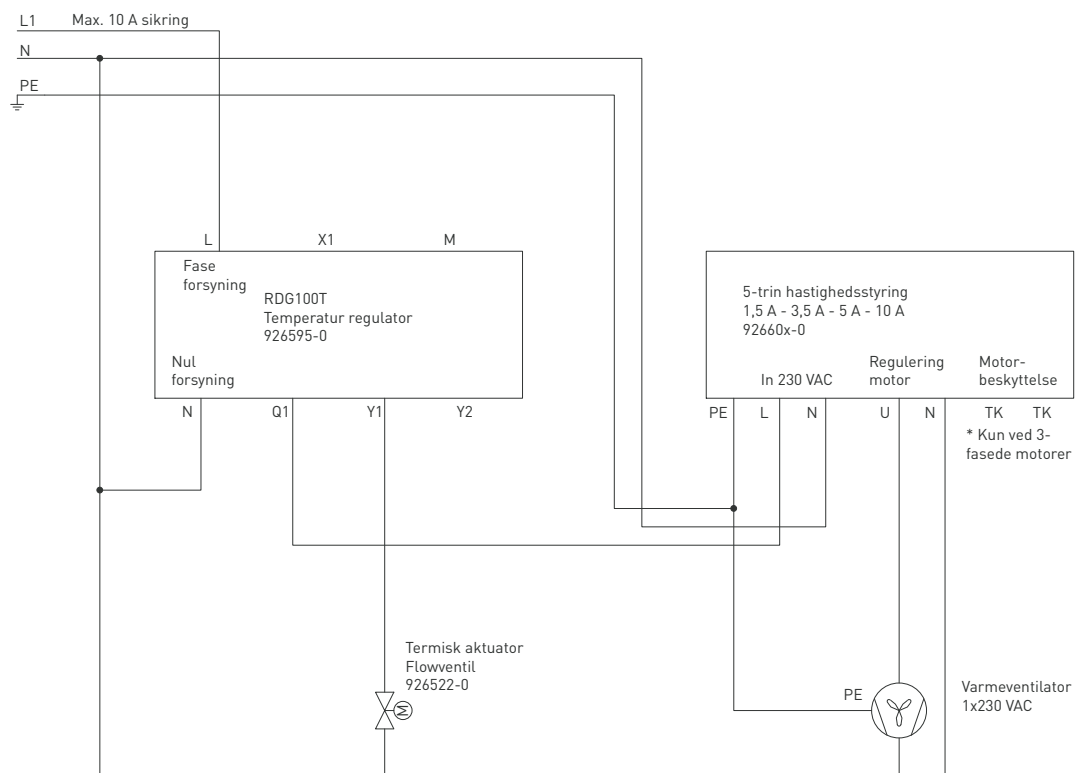 L1 Max. 10 A sikring
N
PE
L X1 M
Fase
forsyning
RDG100T
Temperatur regulator
926595-0
Nul
forsyning
N Q1 Y1 Y2
5-trin hastighedsstyring
1,5 A - 3,5 A - 5 A - 10 A
92660x-0
In 230 VAC
Regulering
motor
Motor-
beskyttelse
PE L N U N TK TK
* Kun ved 3-
fasede motorer
Termisk aktuator
Flowventil
926522-0
M
PE
Varmeventilator
1x230 VAC